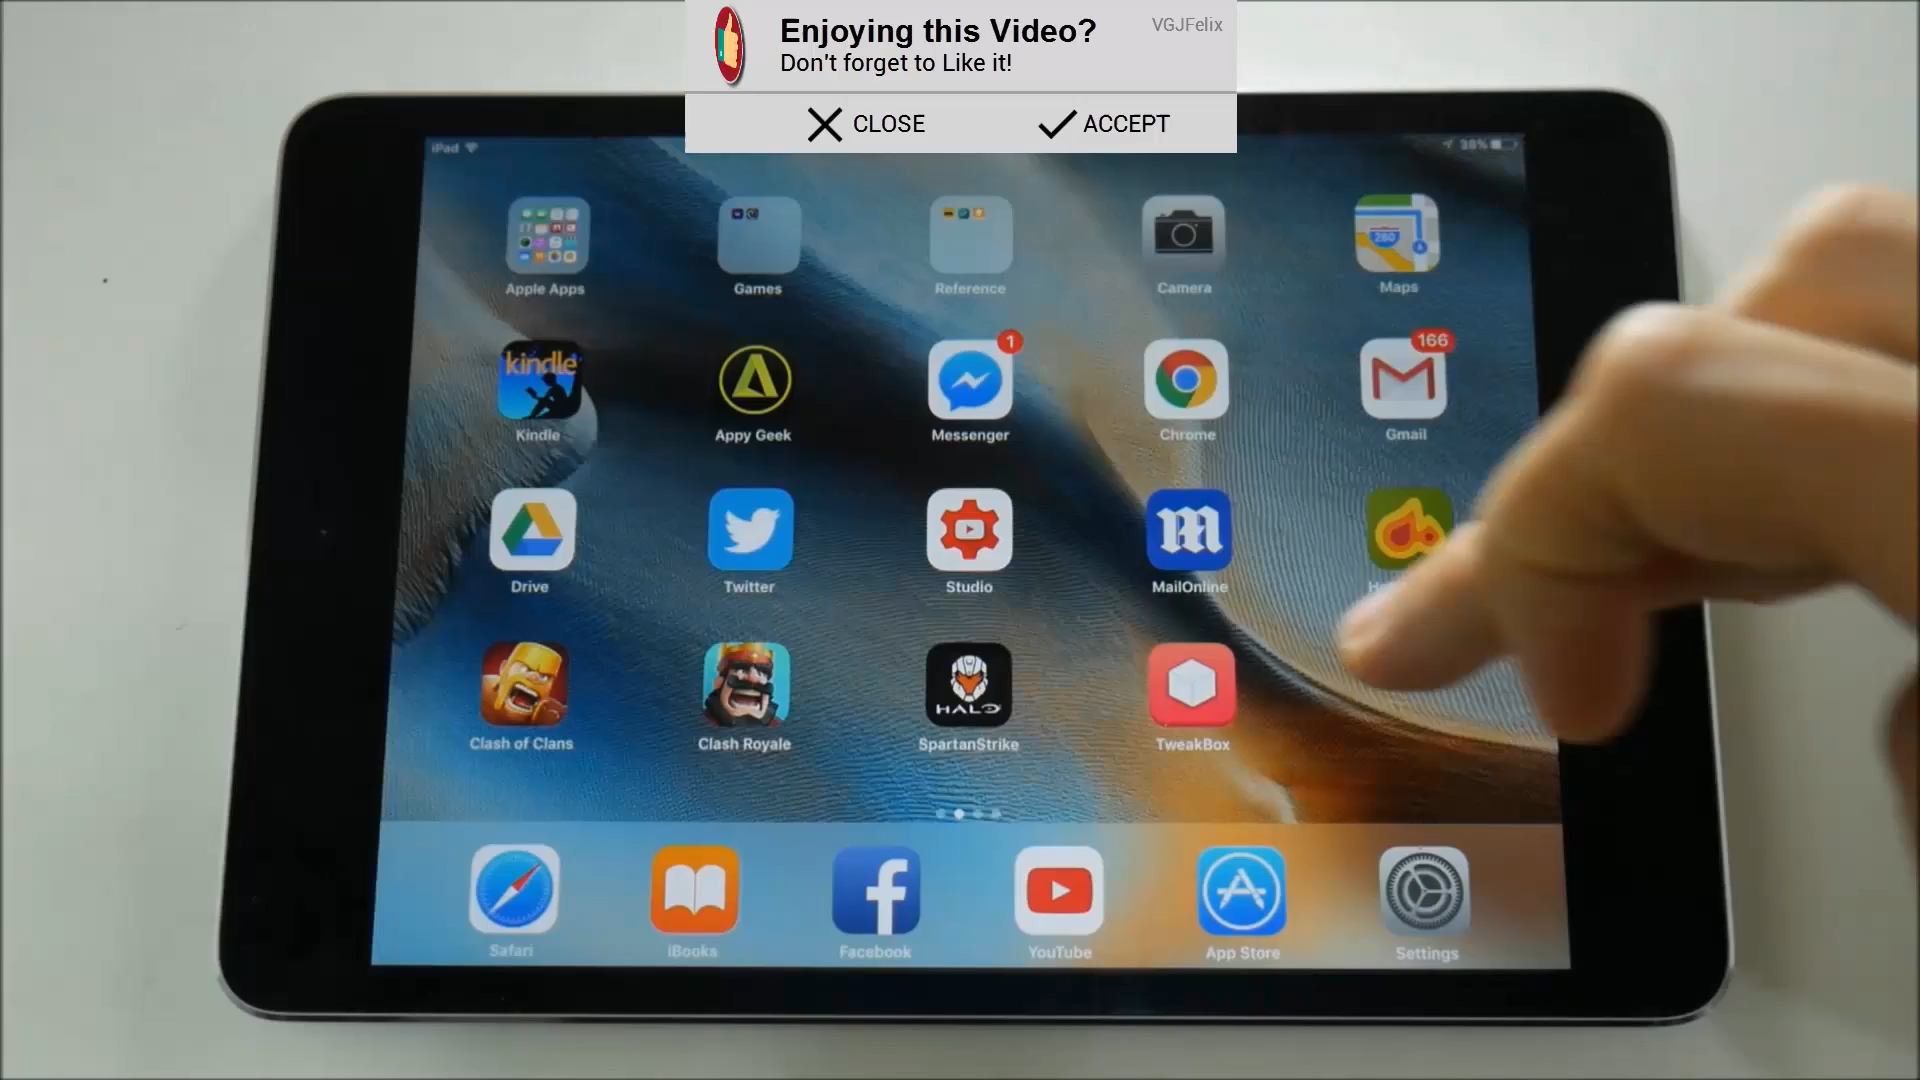 Enjoying this Video?
VGJFelix
Don't forget to Like it!
CLOSE
ACCEPT
iPad
38%
Apple Apps
Games
Reference
Camera
280
Maps
kindle
1
166
Kindle
Appy Geek
Messenger
Chrome
Gmail
Drive
Twitter
Studio
MailOnline
HALO
Clash of Clans
Clash Royale
SpartanStrike
TweakBox
Safari
iBooks
Facebook
YouTube
App Store
Settings